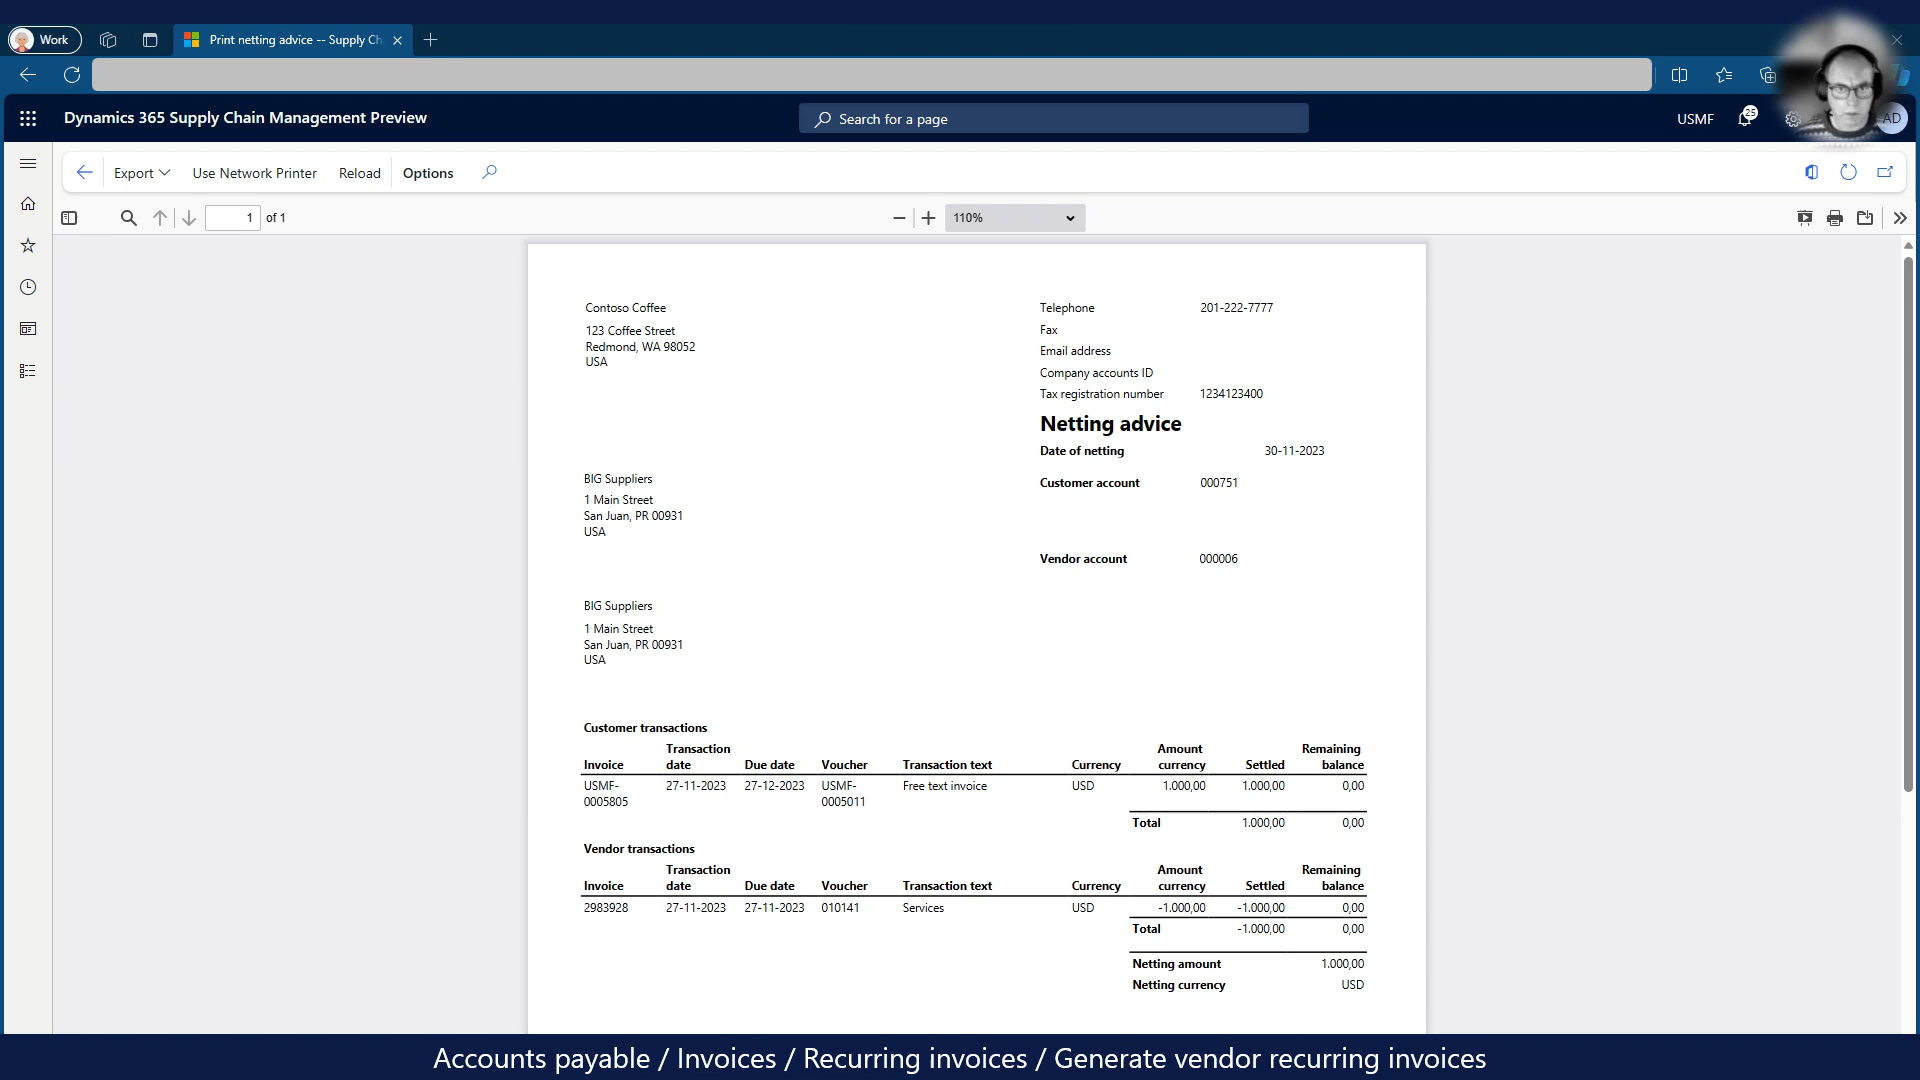 Work
Print netting advice -- Supply Ch
Dynamics 365 Supply Chain Management Preview
Search for a page
USMF
25
AD
Export
Use Network Printer
Reload
Options
1 of 1
110%
Contoso Coffee
123 Coffee Street
Redmond, WA 98052
USA
Telephone 201-222-7777
Fax
Email address
Company accounts ID
Tax registration number 1234123400
Netting advice
Date of netting 30-11-2023
BIG Suppliers
1 Main Street
San Juan, PR 00931
USA
Customer account 000751
Vendor account 000006
BIG Suppliers
1 Main Street
San Juan, PR 00931
USA
Customer transactions
Invoice Transaction date Due date Voucher Transaction text Currency Amount currency Settled Remaining balance
USMF-0005805 27-11-2023 27-12-2023 USMF-0005011 Free text invoice USD 1.000,00 1.000,00 0,00
Total 1.000,00 0,00
Vendor transactions
Invoice Transaction date Due date Voucher Transaction text Currency Amount currency Settled Remaining balance
2983928 27-11-2023 27-11-2023 010141 Services USD -1.000,00 -1.000,00 0,00
Total -1.000,00 0,00
Netting amount 1.000,00
Netting currency USD
Accounts payable / Invoices / Recurring invoices / Generate vendor recurring invoices